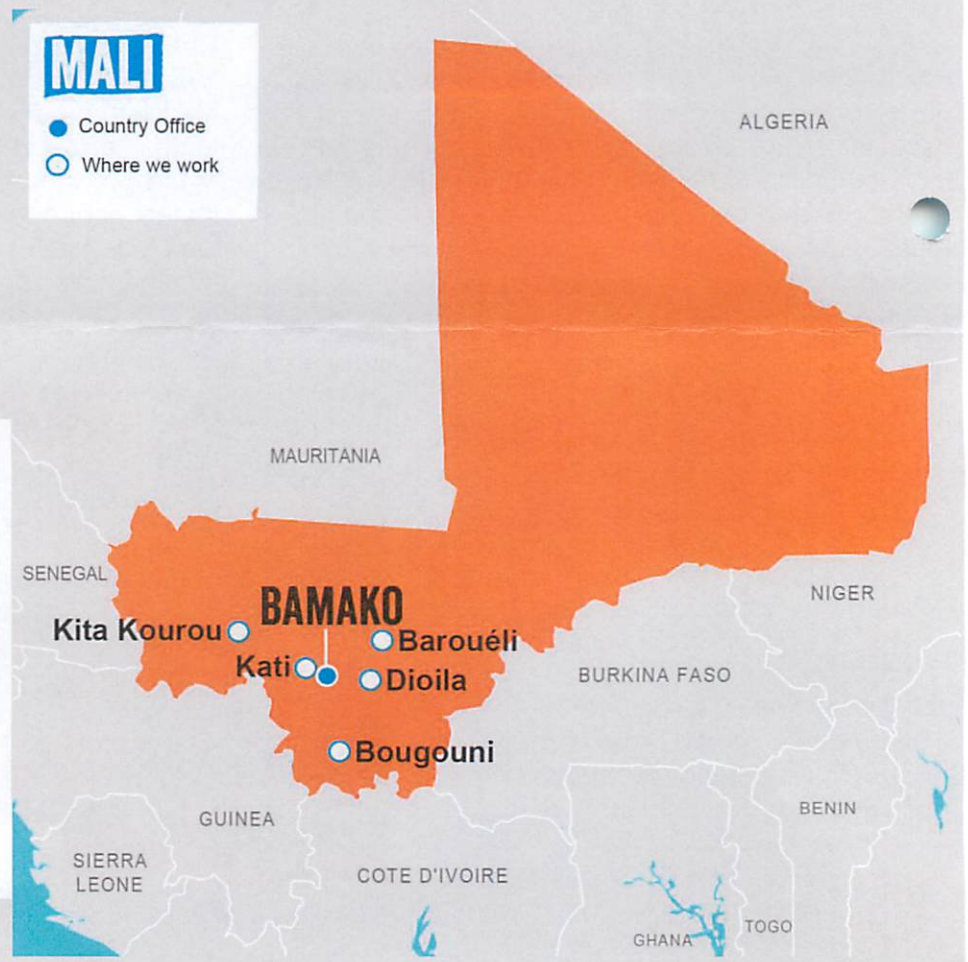 MALI
Country Office
Where we work
ALGERIA
MAURITANIA
SENEGAL
BAMAKO
NIGER
Kita Kourou
Barouéli
Kati
Dioila
BURKINA FASO
Bougouni
GUINEA
BENIN
SIERRA
LEONE
COTE D'IVOIRE
GHANA
TOGO